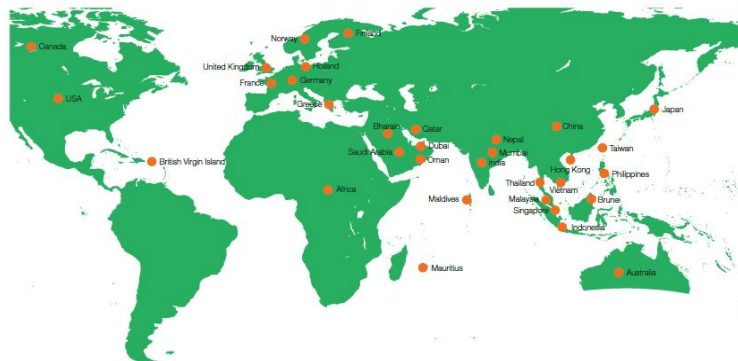 Canada
Norway
Finland
United Kingdom
Holland
France
Germany
USA
Greece
Japan
Bharain
Qatar
China
Nepal
Dubai
Mumbai
Taiwan
Saudi Arabia
Oman
India
British Virgin Island
Hong Kong
Philippines
Thailand
Vietnam
Africa
Maldives
Malaysia
Brunei
Singapore
Indonesia
Mauritius
Australia